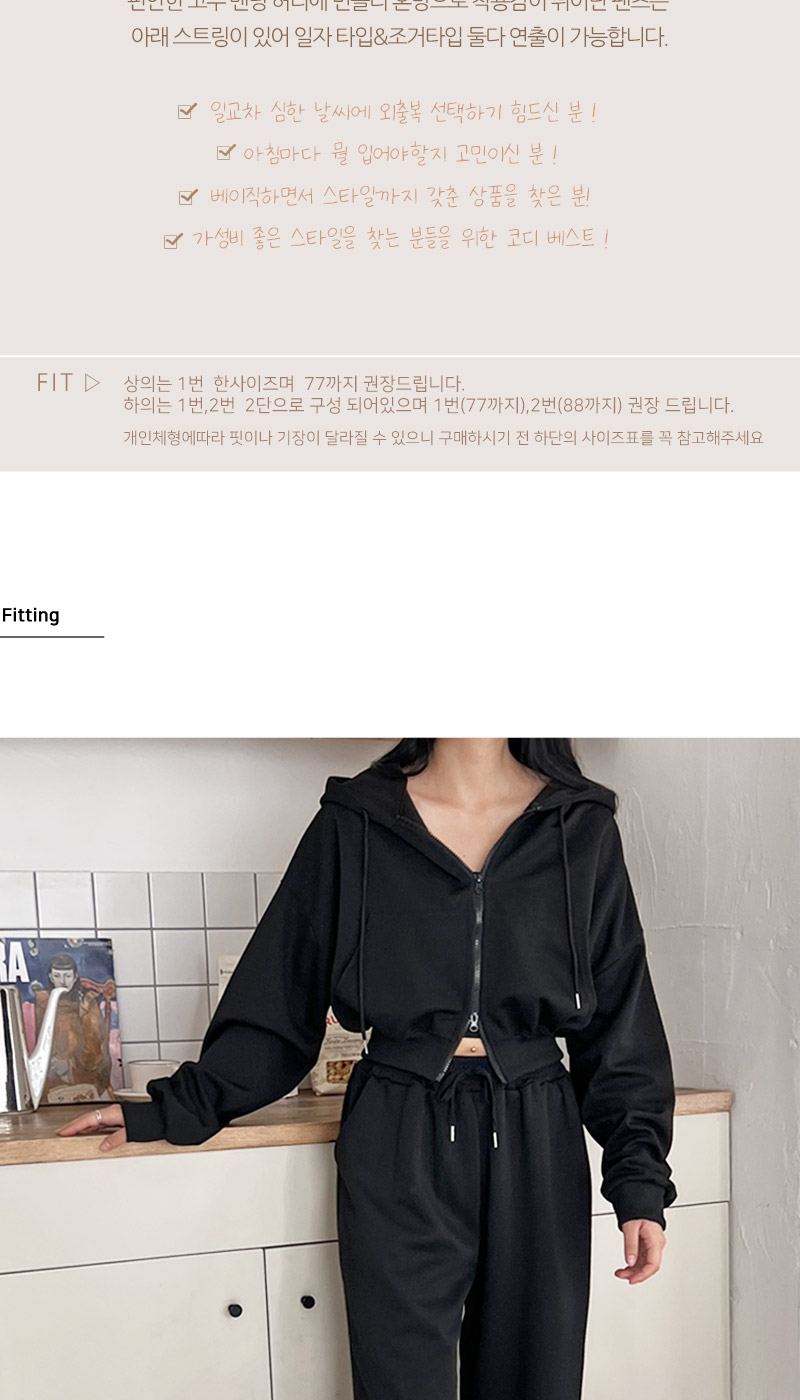 아래 스트링이 있어 일자 타입&조거타입 둘다 연출이 가능합니다.
일교차 심한 날씨에 외출복 선택하기 힘드신 분 !
아침마다 뭘 입어야할지 고민이신 분 !
베이직하면서 스타일까지 갖춘 상품을 찾은 분!
가성비 좋은 스타일을 찾는 분들을 위한 코디 베스트 !
FIT ▷ 상의는 1번 한사이즈며 77까지 권장드립니다.
하의는 1번,2번 2단으로 구성 되어있으며 1번(77까지),2번(88까지) 권장 드립니다.
개인체형에따라 핏이나 기장이 달라질 수 있으니 구매하시기 전 하단의 사이즈표를 꼭 참고해주세요
Fitting
RA